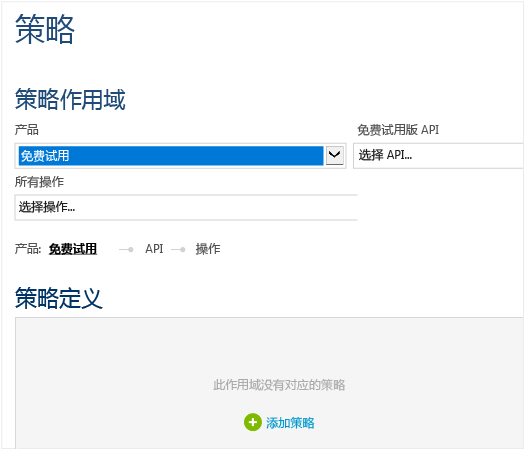 策略
策略作用域
产品 免费试用版 API
免费试用 选择 API...
所有操作
选择操作...
产品: 免费试用 API 操作
策略定义
此作用域没有对应的策略
添加策略